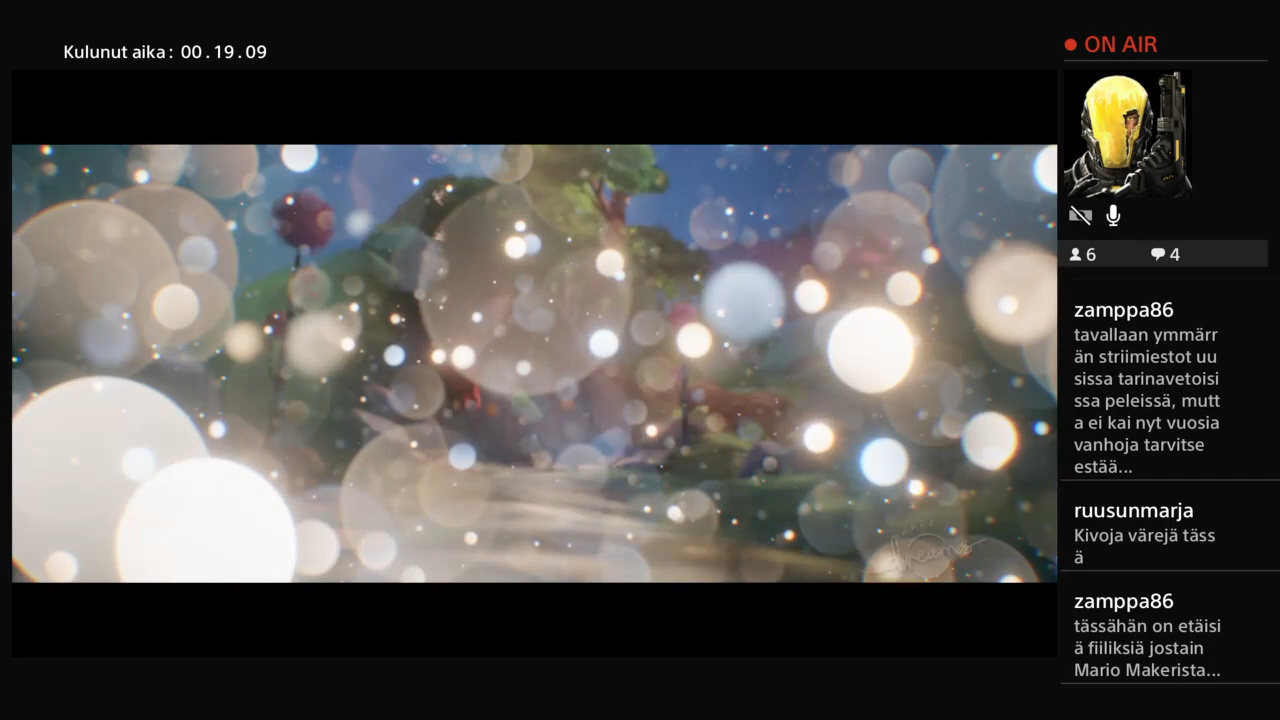 Kulunut aika: 00.19.09
ON AIR
6
4
zamppa86
tavallaan ymmärr
än striimiestot uu
sissa tarinavetoisi
ssa peleissä, mutt
a ei kai nyt vuosia
vanhoja tarvitse
estää...
ruusunmarja
Kivoja värejä täss
ä
zamppa86
tässähän on etäisi
ä fiiliksiä jostain
Mario Makerista...
dreams